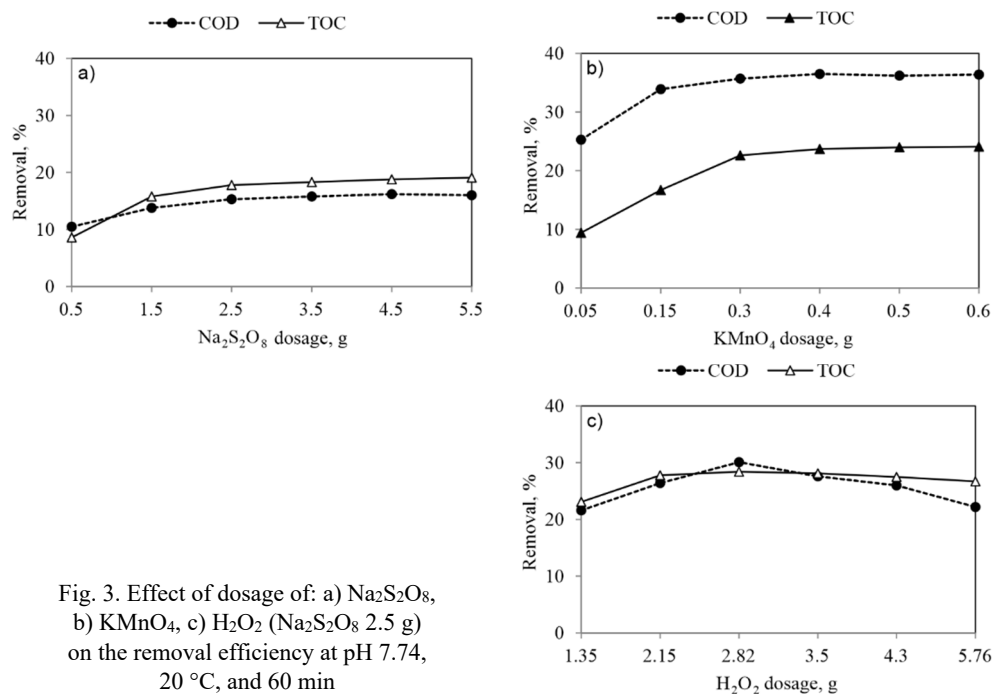 COD TOC
a)
40
30
20
10
0
Removal, %
0.5 1.5 2.5 3.5 4.5 5.5
Na₂S₂O₈ dosage, g
COD TOC
b)
40
30
20
10
0
Removal, %
0.05 0.15 0.3 0.4 0.5 0.6
KMnO₄ dosage, g
COD TOC
c)
40
30
20
10
0
Removal, %
1.35 2.15 2.82 3.5 4.3 5.76
H₂O₂ dosage, g
Fig. 3. Effect of dosage of: a) Na₂S₂O₈,
b) KMnO₄, c) H₂O₂ (Na₂S₂O₈ 2.5 g)
on the removal efficiency at pH 7.74,
20 °C, and 60 min